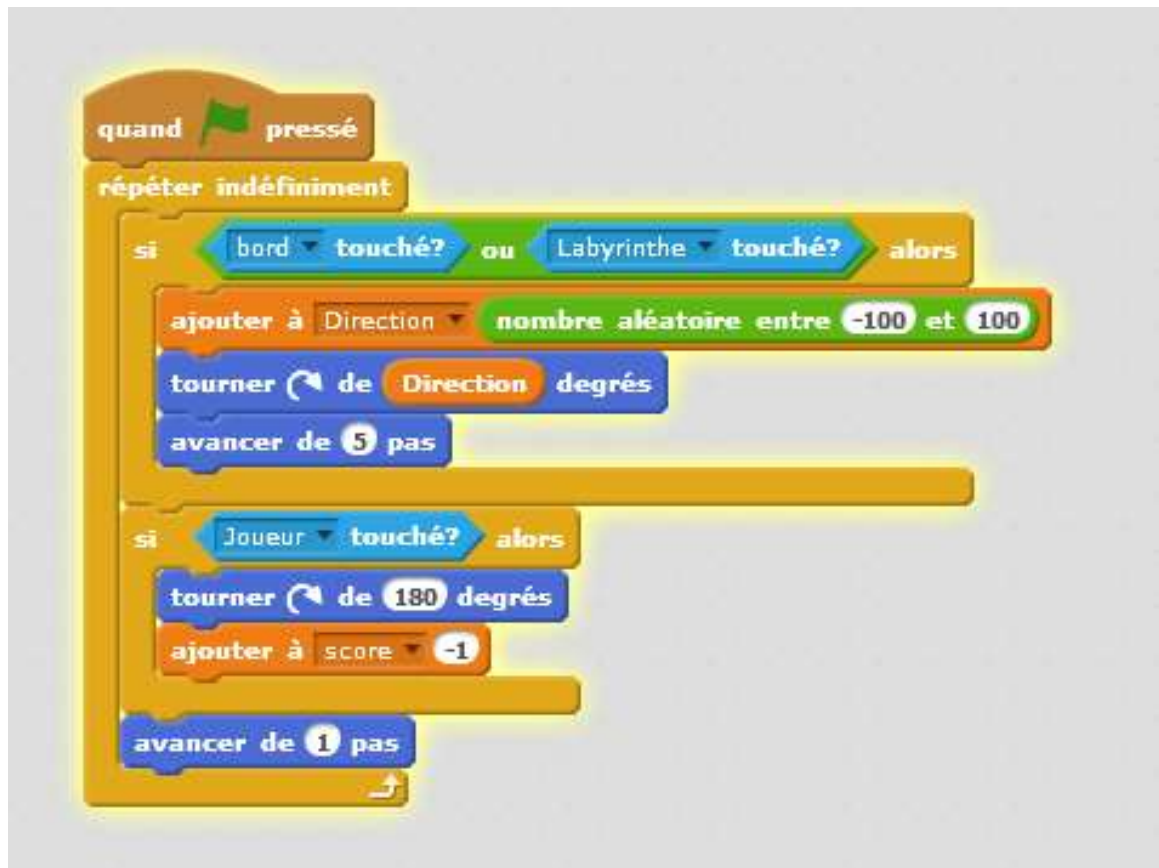 quand pressé
répéter indéfiniment
si bord touché? ou Labyrinthe touché? alors
ajouter à Direction nombre aléatoire entre -100 et 100
tourner de Direction degrés
avancer de 5 pas
si Joueur touché? alors
tourner de 180 degrés
ajouter à score -1
avancer de 1 pas